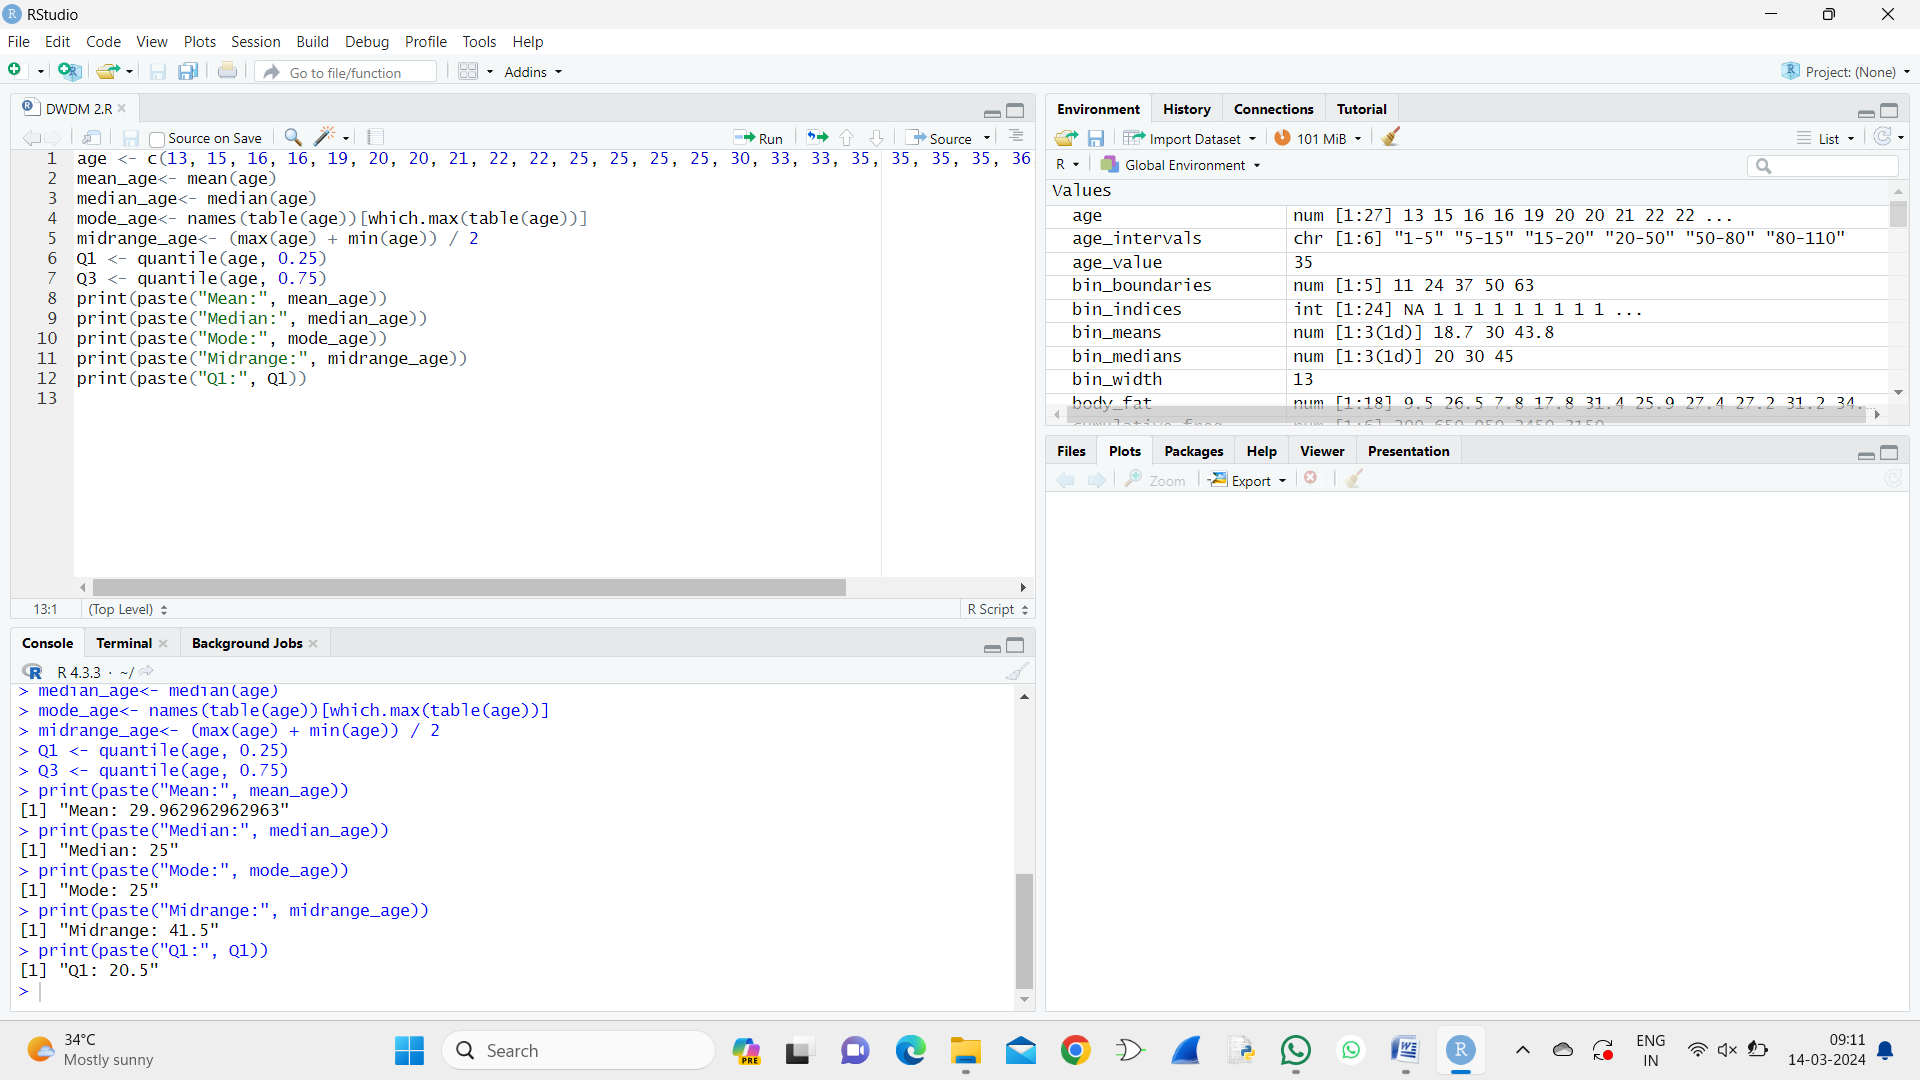 RStudio
File Edit Code View Plots Session Build Debug Profile Tools Help
Go to file/function Addins Project: (None)
DWDM 2.R
Source on Save Run Source
1 age <- c(13, 15, 16, 16, 19, 20, 20, 21, 22, 22, 25, 25, 25, 25, 30, 33, 33, 35, 35, 35, 35, 36
2 mean_age<- mean(age)
3 median_age<- median(age)
4 mode_age<- names(table(age))[which.max(table(age))]
5 midrange_age<- (max(age) + min(age)) / 2
6 Q1 <- quantile(age, 0.25)
7 Q3 <- quantile(age, 0.75)
8 print(paste("Mean:", mean_age))
9 print(paste("Median:", median_age))
10 print(paste("Mode:", mode_age))
11 print(paste("Midrange:", midrange_age))
12 print(paste("Q1:", Q1))
13
13:1 (Top Level) R Script
Console Terminal Background Jobs
R 4.3.3 · ~/
> median_age<- median(age)
> mode_age<- names(table(age))[which.max(table(age))]
> midrange_age<- (max(age) + min(age)) / 2
> Q1 <- quantile(age, 0.25)
> Q3 <- quantile(age, 0.75)
> print(paste("Mean:", mean_age))
[1] "Mean: 29.962962962963"
> print(paste("Median:", median_age))
[1] "Median: 25"
> print(paste("Mode:", mode_age))
[1] "Mode: 25"
> print(paste("Midrange:", midrange_age))
[1] "Midrange: 41.5"
> print(paste("Q1:", Q1))
[1] "Q1: 20.5"
>
Environment History Connections Tutorial
Import Dataset 101 MiB List
R Global Environment
Values
age num [1:27] 13 15 16 16 19 20 20 21 22 22 ...
age_intervals chr [1:6] "1-5" "5-15" "15-20" "20-50" "50-80" "80-110"
age_value 35
bin_boundaries num [1:5] 11 24 37 50 63
bin_indices int [1:24] NA 1 1 1 1 1 1 1 1 1 ...
bin_means num [1:3(1d)] 18.7 30 43.8
bin_medians num [1:3(1d)] 20 30 45
bin_width 13
body_fat num [1:18] 9.5 26.5 7.8 17.8 31.4 25.9 27.4 27.2 31.2 34.
cumulative_freq num [1:6] 200 650 950 2450 3150
Files Plots Packages Help Viewer Presentation
Zoom Export
34°C
Mostly sunny
Search
PRE
ENG
IN
09:11
14-03-2024